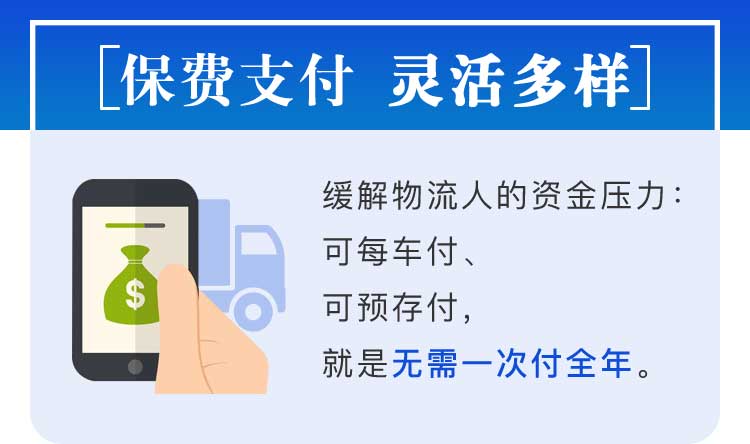 保费支付 灵活多样
缓解物流人的资金压力：
可每车付、
可预存付，
就是无需一次付全年。
$